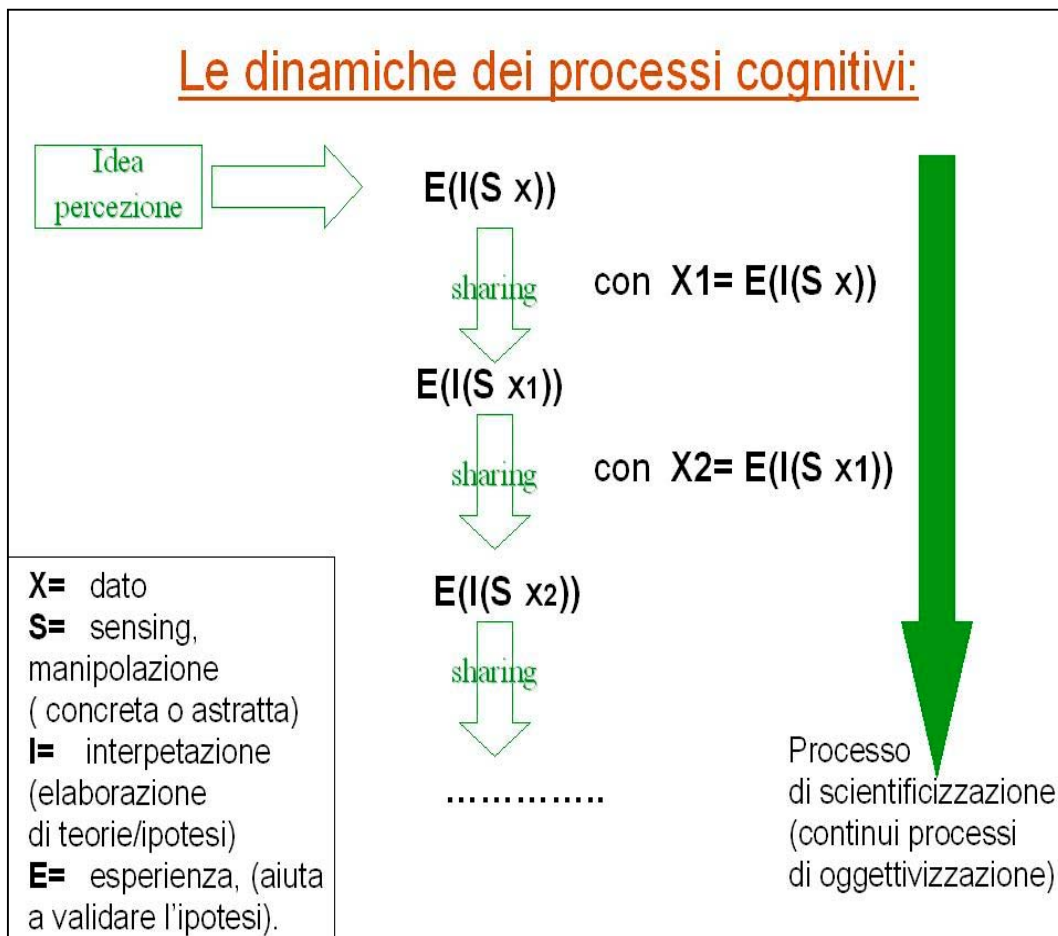 Le dinamiche dei processi cognitivi:
Idea
percezione
E(I(S x))
sharing
con X1= E(I(S x))
E(I(S x1))
sharing
con X2= E(I(S x1))
E(I(S x2))
sharing
..............
X= dato
S= sensing,
manipolazione
( concreta o astratta)
I= interpetazione
(elaborazione
di teorie/ipotesi)
E= esperienza, (aiuta
a validare l'ipotesi).
Processo
di scientificizzazione
(continui processi
di oggettivizzazione)